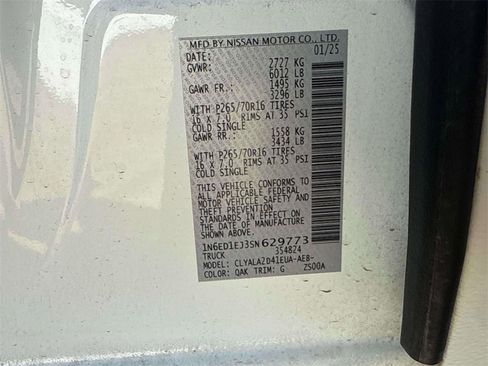 MFD BY NISSAN MOTOR CO., LTD.
DATE: 01/25
GVWR: 2727 KG
6012 LB
GAWR FR.: 1495 KG
3296 LB
WITH P265/70R16 TIRES
16 X 7.0 RIMS AT 35 PSI
COLD SINGLE
GAWR RR.: 1558 KG
3434 LB
WITH P265/70R16 TIRES
16 X 7.0 RIMS AT 35 PSI
COLD SINGLE
THIS VEHICLE CONFORMS TO
ALL APPLICABLE FEDERAL
MOTOR VEHICLE SAFETY AND
THEFT PREVENTION
STANDARDS IN EFFECT ON
THE DATE OF MANUFACTURE
SHOWN ABOVE.
1N6ED1EJ3SN629773
TRUCK 354824
MODEL: CLYALA2D41EUA-AE8-
COLOR: QAK TRIM: G ZS00A